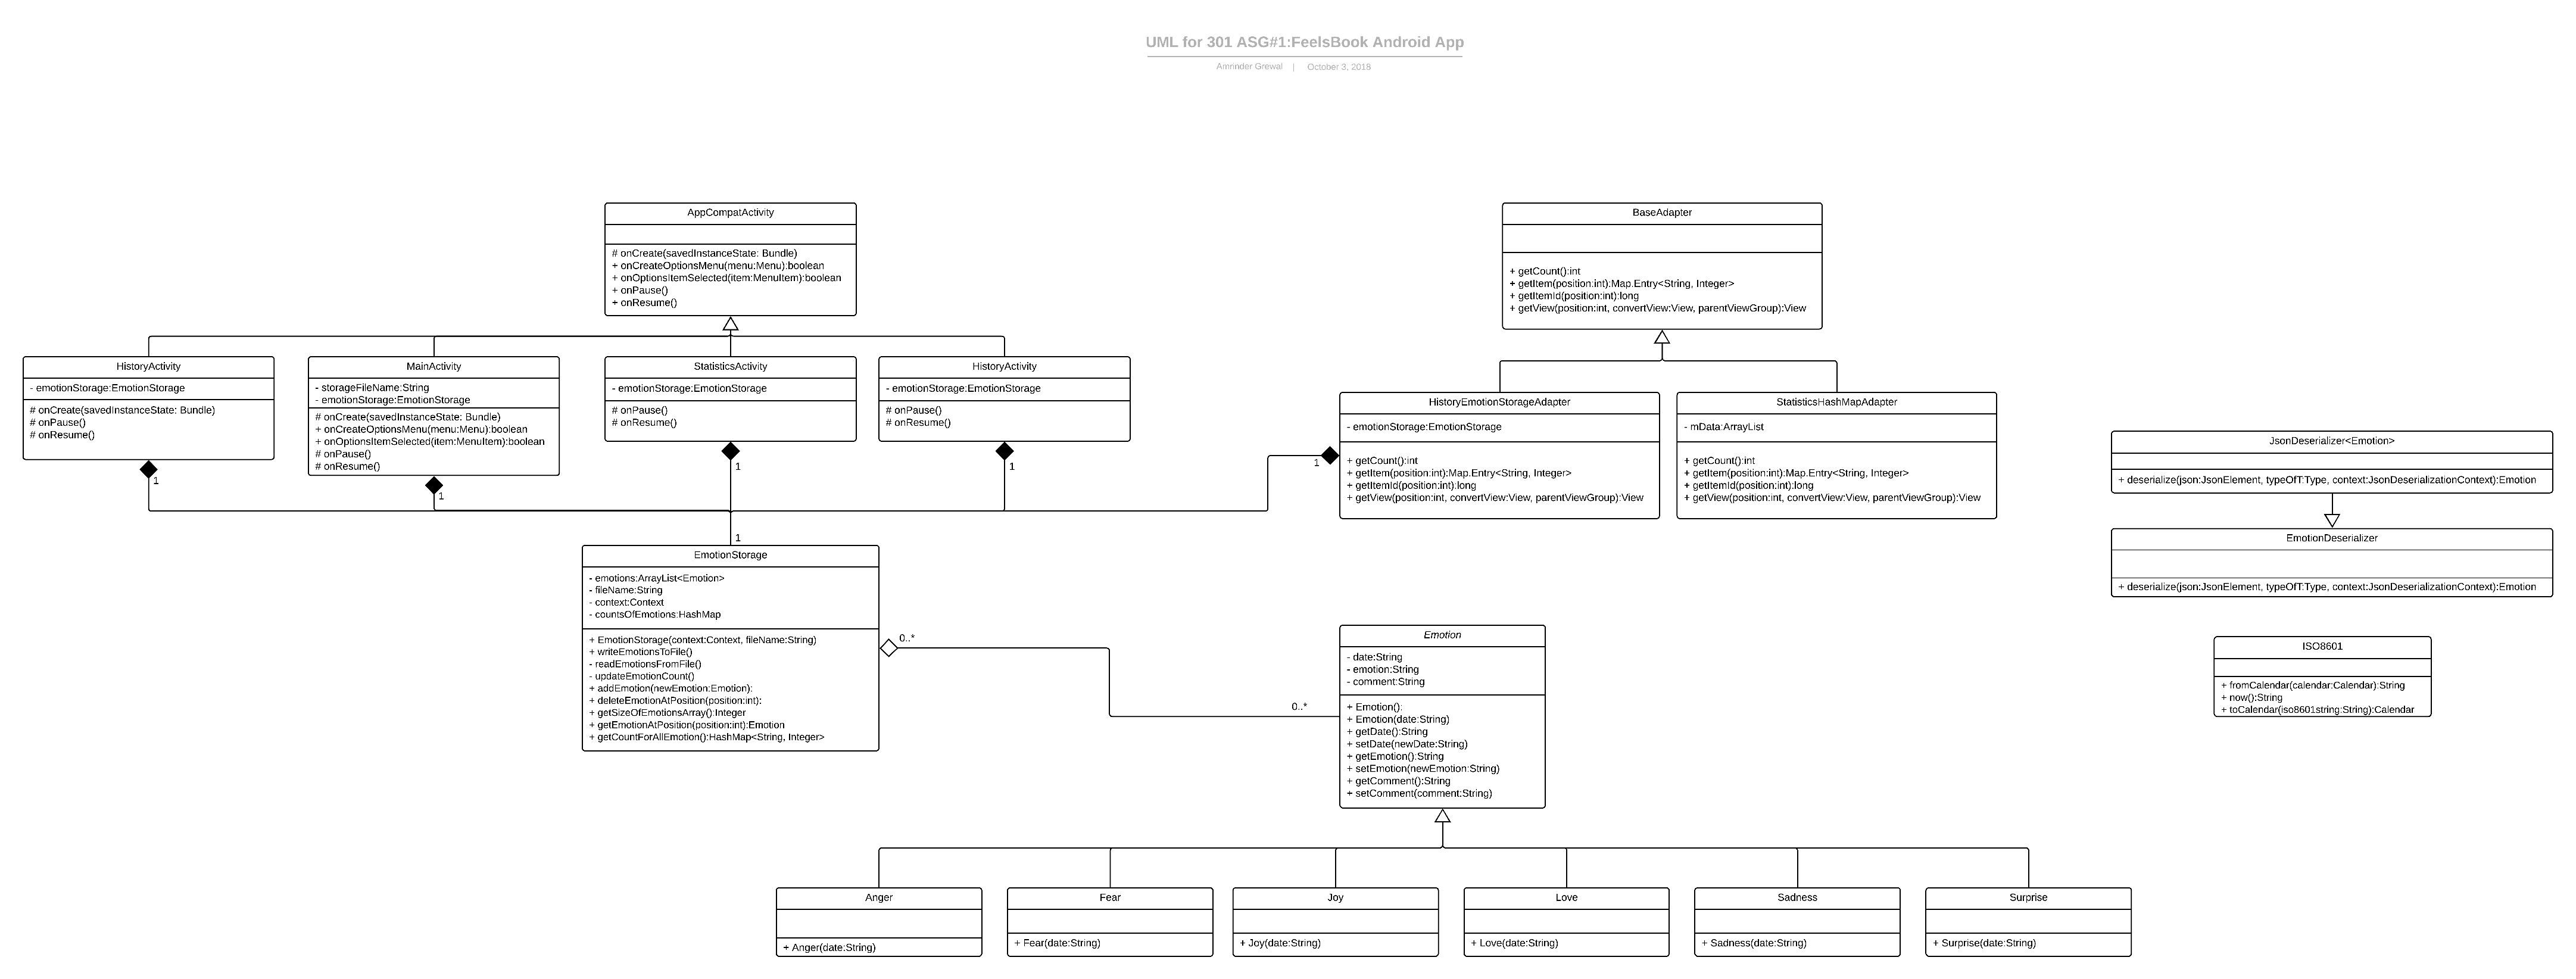 UML for 301 ASG#1:FeelsBook Android App
Amrinder Grewal | October 3, 2018
AppCompatActivity
# onCreate(savedInstanceState: Bundle)
+ onCreateOptionsMenu(menu:Menu):boolean
+ onOptionsItemSelected(item:MenuItem):boolean
+ onPause()
+ onResume()
BaseAdapter
+ getCount():int
+ getItem(position:int):Map.Entry<String, Integer>
+ getItemId(position:int):long
+ getView(position:int, convertView:View, parentViewGroup):View
HistoryActivity
- emotionStorage:EmotionStorage
# onCreate(savedInstanceState: Bundle)
# onPause()
# onResume()
1
MainActivity
- storageFileName:String
- emotionStorage:EmotionStorage
# onCreate(savedInstanceState: Bundle)
+ onCreateOptionsMenu(menu:Menu):boolean
+ onOptionsItemSelected(item:MenuItem):boolean
# onPause()
# onResume()
1
StatisticsActivity
- emotionStorage:EmotionStorage
# onPause()
# onResume()
1
HistoryActivity
- emotionStorage:EmotionStorage
# onPause()
# onResume()
1
HistoryEmotionStorageAdapter
- emotionStorage:EmotionStorage
+ getCount():int
+ getItem(position:int):Map.Entry<String, Integer>
+ getItemId(position:int):long
+ getView(position:int, convertView:View, parentViewGroup):View
1
StatisticsHashMapAdapter
- mData:ArrayList
+ getCount():int
+ getItem(position:int):Map.Entry<String, Integer>
+ getItemId(position:int):long
+ getView(position:int, convertView:View, parentViewGroup):View
JsonDeserializer<Emotion>
+ deserialize(json:JsonElement, typeOfT:Type, context:JsonDeserializationContext):Emotion
EmotionDeserializer
+ deserialize(json:JsonElement, typeOfT:Type, context:JsonDeserializationContext):Emotion
ISO8601
+ fromCalendar(calendar:Calendar):String
+ now():String
+ toCalendar(iso8601string:String):Calendar
1
EmotionStorage
- emotions:ArrayList<Emotion>
- fileName:String
- context:Context
- countsOfEmotions:HashMap
+ EmotionStorage(context:Context, fileName:String)
+ writeEmotionsToFile()
- readEmotionsFromFile()
- updateEmotionCount()
+ addEmotion(newEmotion:Emotion):
+ deleteEmotionAtPosition(position:int):
+ getSizeOfEmotionsArray():Integer
+ getEmotionAtPosition(position:int):Emotion
+ getCountForAllEmotion():HashMap<String, Integer>
0..*
0..*
Emotion
- date:String
- emotion:String
- comment:String
+ Emotion():
+ Emotion(date:String)
+ getDate():String
+ setDate(newDate:String)
+ getEmotion():String
+ setEmotion(newEmotion:String)
+ getComment():String
+ setComment(comment:String)
Anger
+ Anger(date:String)
Fear
+ Fear(date:String)
Joy
+ Joy(date:String)
Love
+ Love(date:String)
Sadness
+ Sadness(date:String)
Surprise
+ Surprise(date:String)